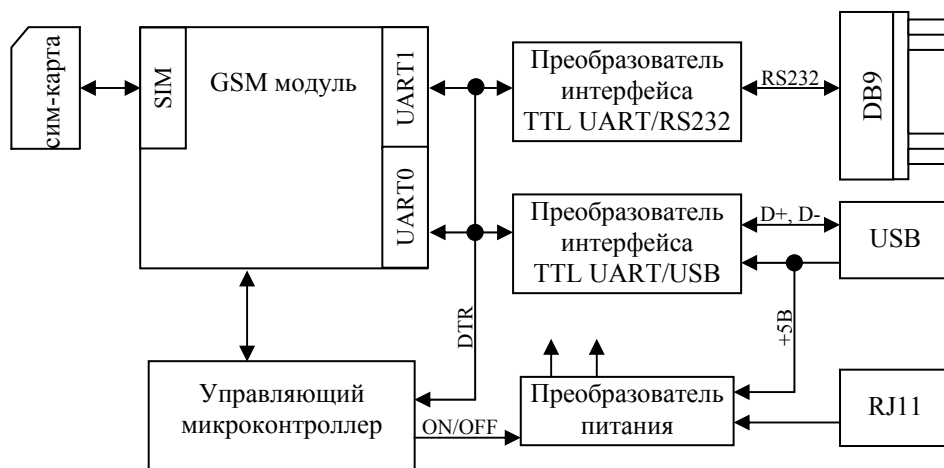 сим-карта
SIM
GSM модуль
UART1
UART0
Преобразователь
интерфейса
TTL UART/RS232
RS232
DB9
Преобразователь
интерфейса
TTL UART/USB
D+, D-
USB
DTR
+5В
Управляющий
микроконтроллер
ON/OFF
Преобразователь
питания
RJ11